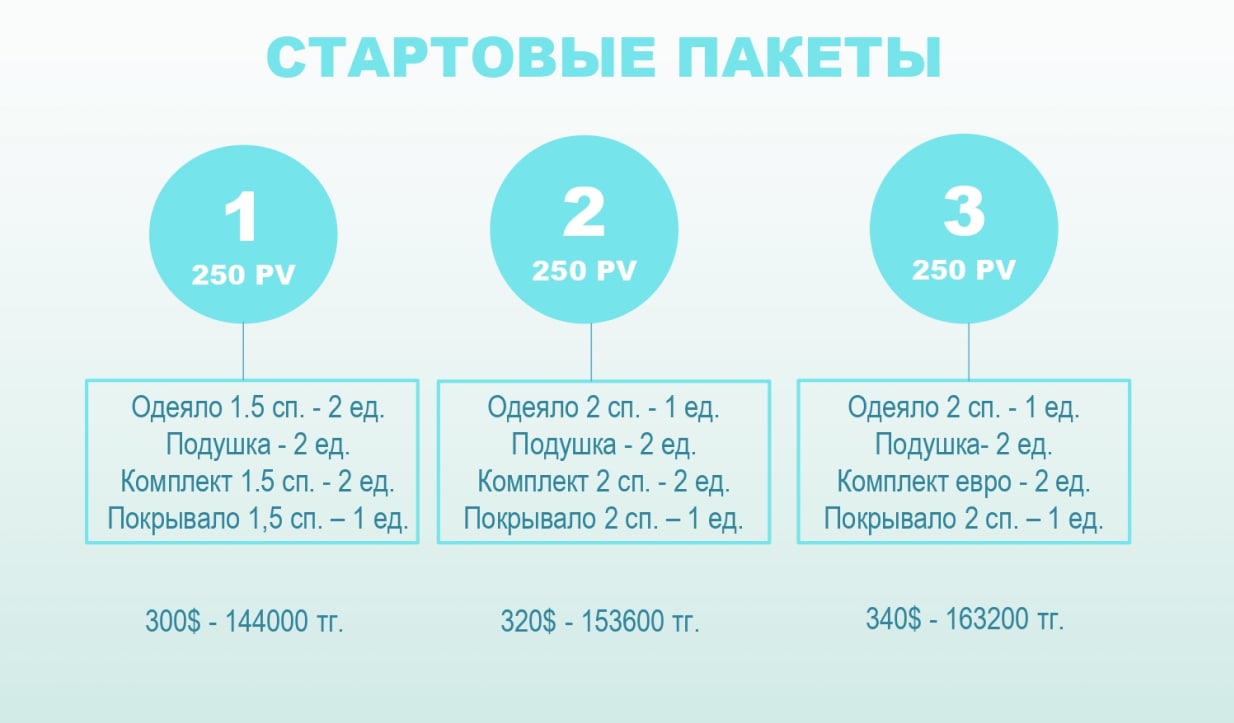 СТАРТОВЫЕ ПАКЕТЫ
1
250 PV
Одеяло 1.5 сп. - 2 ед.
Подушка - 2 ед.
Комплект 1.5 сп. - 2 ед.
Покрывало 1,5 сп. – 1 ед.
300$ - 144000 тг.
2
250 PV
Одеяло 2 сп. - 1 ед.
Подушка - 2 ед.
Комплект 2 сп. - 2 ед.
Покрывало 2 сп. – 1 ед.
320$ - 153600 тг.
3
250 PV
Одеяло 2 сп. - 1 ед.
Подушка- 2 ед.
Комплект евро - 2 ед.
Покрывало 2 сп. – 1 ед.
340$ - 163200 тг.